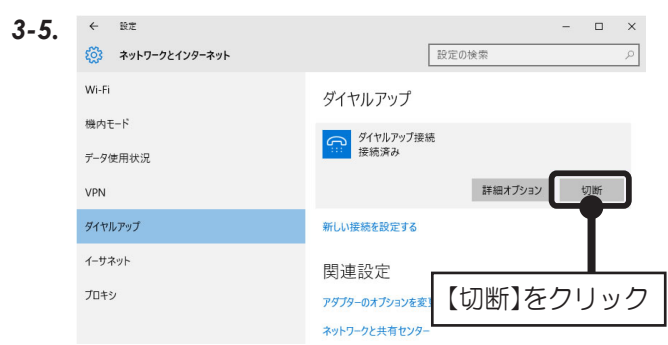 3-5.
設定
ネットワークとインターネット
設定の検索
Wi-Fi
機内モード
データ使用状況
VPN
ダイヤルアップ
イーサネット
プロキシ
ダイヤルアップ
ダイヤルアップ接続
接続済み
詳細オプション
切断
新しい接続を設定する
関連設定
アダプターのオプションを変
ネットワークと共有センター
【切断】をクリック